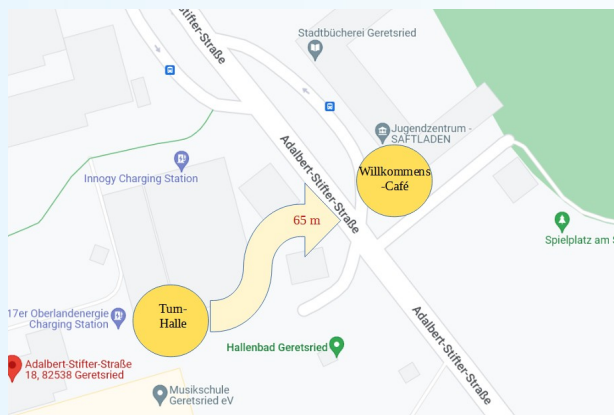 Stifter-Straße
Stadtbücherei Geretsried
Jugendzentrum -
SAFTLADEN
Adalbert-Stifter-Straße
Willkommens
-Café
Innogy Charging Station
65 m
Spielplatz am S
17er Oberlandenergie
Charging Station
Turn-
Halle
Adalbert-Stifter-Straße
Hallenbad Geretsried
Adalbert-Stifter-Straße
18, 82538 Geretsried
Musikschule
Geretsried eV